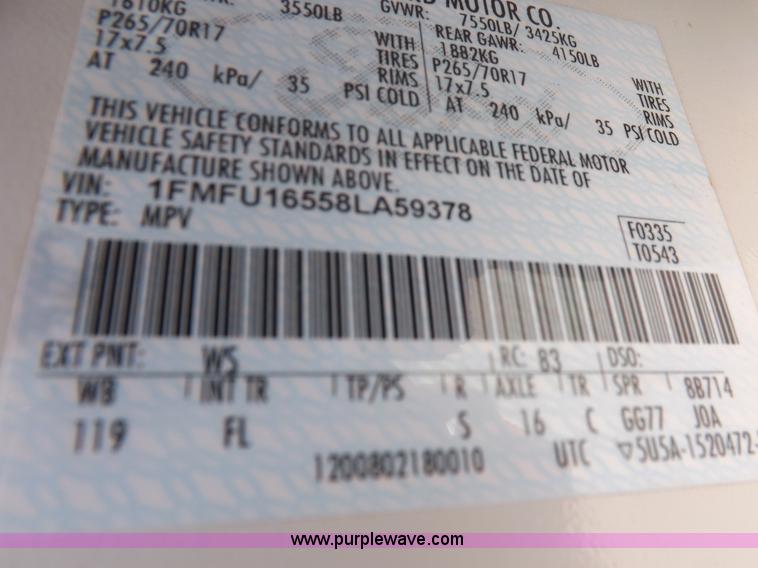 MOTOR CO.
1610KG 3550LB GVWR: 7550LB/ 3425KG
P265/70R17 WITH REAR GAWR: 4150LB
17x7.5 TIRES 1882KG WITH
AT 240 kPa/ 35 RIMS P265/70R17 TIRES
PSI COLD 17x7.5 RIMS
AT 240 kPa/ 35 PSI COLD
THIS VEHICLE CONFORMS TO ALL APPLICABLE FEDERAL MOTOR
VEHICLE SAFETY STANDARDS IN EFFECT ON THE DATE OF
MANUFACTURE SHOWN ABOVE.
VIN: 1FMFU16558LA59378
TYPE: MPV
F0335
T0543
EXT PNT: WS RC: 83 DSO:
WB INT TR TP/PS R AXLE TR SPR 8B714
119 FL S 16 C GG77 JOA
1200802180010 UTC ▽5U5A-1520472-
www.purplewave.com